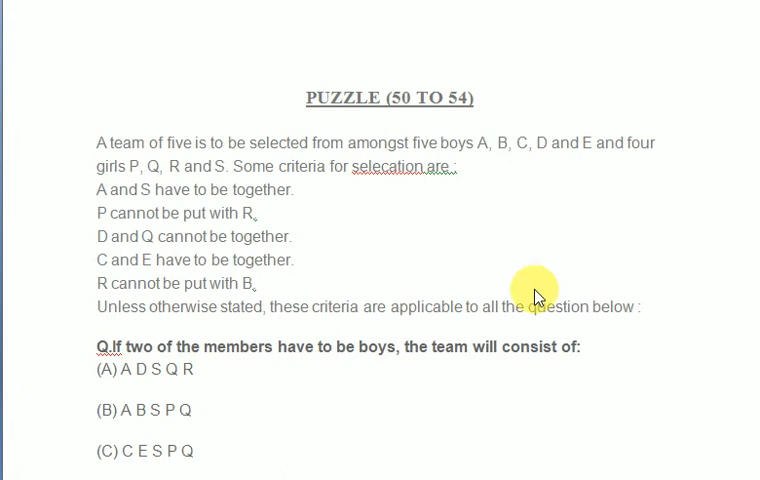 PUZZLE (50 TO 54)
A team of five is to be selected from amongst five boys A, B, C, D and E and four
girls P, Q, R and S. Some criteria for selecation are :
A and S have to be together.
P cannot be put with R.
D and Q cannot be together.
C and E have to be together.
R cannot be put with B.
Unless otherwise stated, these criteria are applicable to all the question below :
Q.If two of the members have to be boys, the team will consist of:
(A) A D S Q R
(B) A B S P Q
(C) C E S P Q